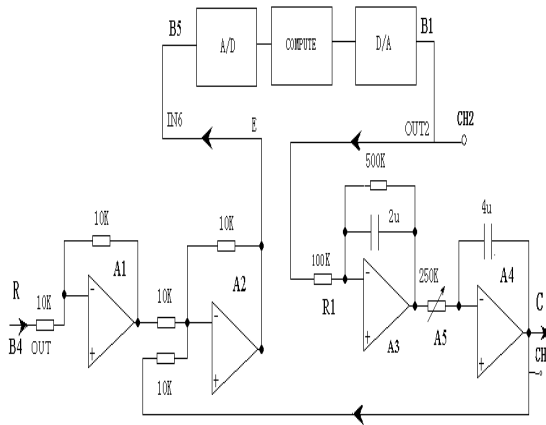 B5
A/D
COMPUTE
D/A
B1
IN6
E
OUT2
CH2
500K
2u
4u
10K
10K
10K
100K
250K
R
10K
A1
10K
A2
R1
A3
A5
A4
C
B4
OUT
10K
CH